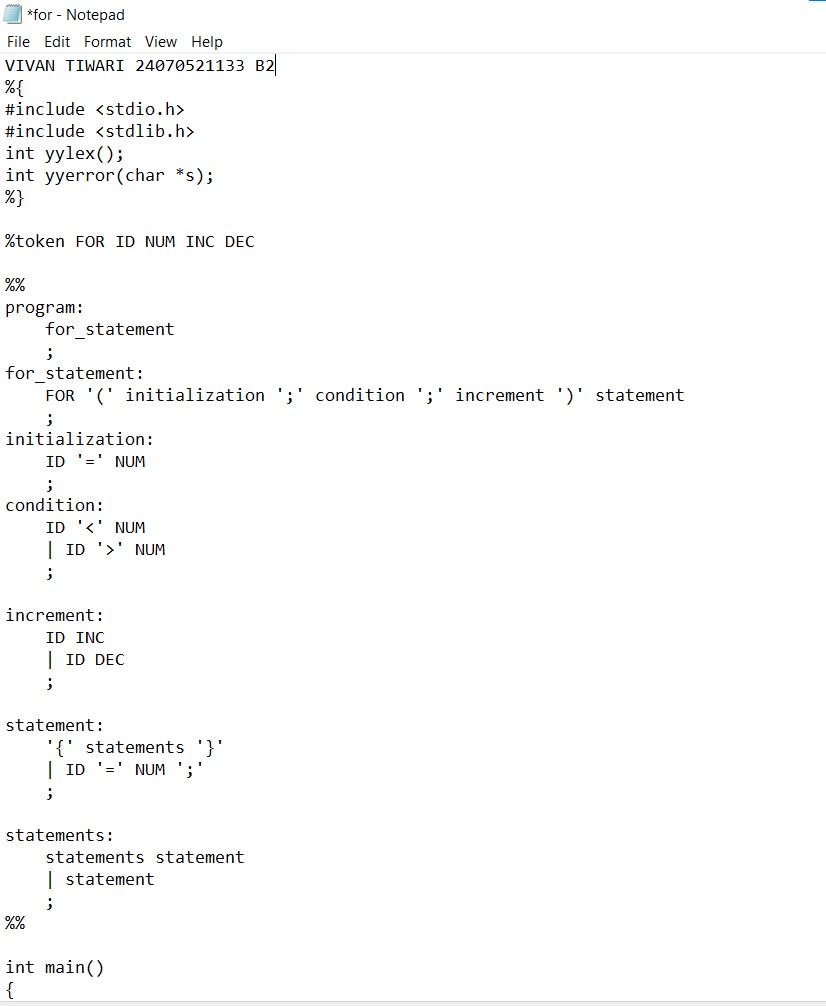 *for - Notepad
File Edit Format View Help
VIVAN TIWARI 24070521133 B2
%{
#include <stdio.h>
#include <stdlib.h>
int yylex();
int yyerror(char *s);
%}

%token FOR ID NUM INC DEC

%%
program:
    for_statement
    ;
for_statement:
    FOR '(' initialization ';' condition ';' increment ')' statement
    ;
initialization:
    ID '=' NUM
    ;
condition:
    ID '<' NUM
    | ID '>' NUM
    ;

increment:
    ID INC
    | ID DEC
    ;

statement:
    '{' statements '}'
    | ID '=' NUM ';'
    ;

statements:
    statements statement
    | statement
    ;
%%

int main()
{